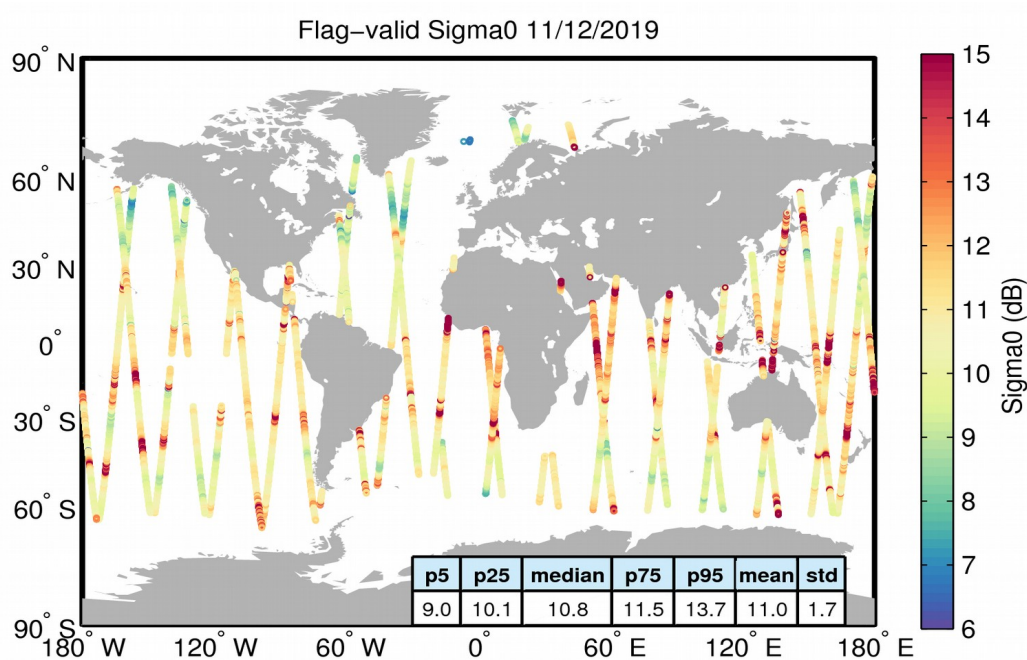 Flag−valid Sigma0 11/12/2019
90° N
60° N
30° N
0°
30° S
60° S
90° S
180° W 120° W 60° W 0° 60° E 120° E 180° E
15
14
13
12
11
10
9
8
7
6
Sigma0 (dB)
p5 p25 median p75 p95 mean std
9.0 10.1 10.8 11.5 13.7 11.0 1.7